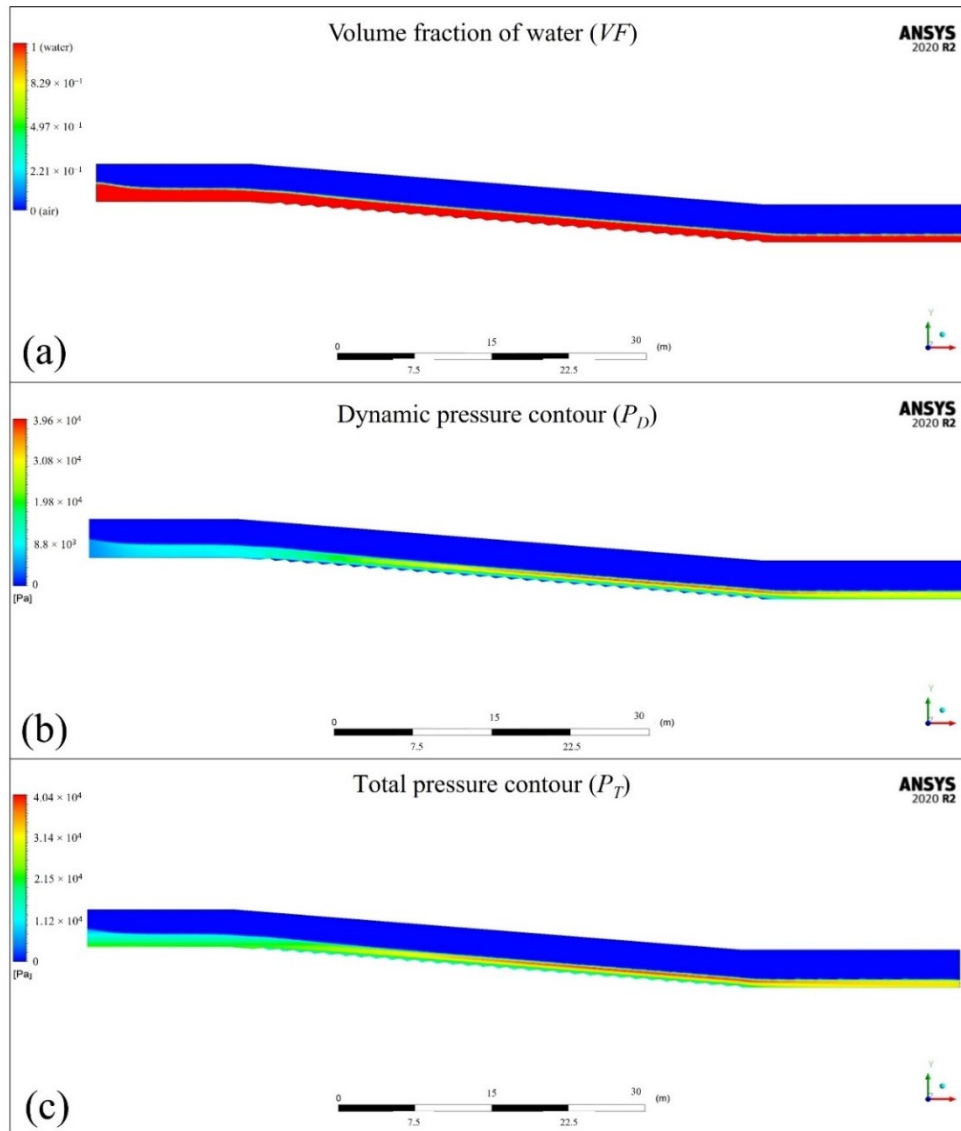 Volume fraction of water (VF)
ANSYS
2020 R2
1 (water)
8.29 × 10⁻¹
4.97 × 10⁻¹
2.21 × 10⁻¹
0 (air)
Y
0 15 30 (m)
7.5 22.5
(a)
Dynamic pressure contour (P_D)
ANSYS
2020 R2
3.96 × 10⁴
3.08 × 10⁴
1.98 × 10⁴
8.8 × 10³
0
[Pa]
Y
0 15 30 (m)
7.5 22.5
(b)
Total pressure contour (P_T)
ANSYS
2020 R2
4.04 × 10⁴
3.14 × 10⁴
2.15 × 10⁴
1.12 × 10⁴
0
[Pa]
Y
0 15 30 (m)
7.5 22.5
(c)